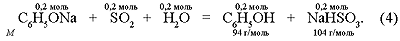 0,2 моль 0,2 моль 0,2 моль 0,2 моль
C₆H₅ONa + SO₂ + H₂O = C₆H₅OH + NaHSO₃. (4)
M 94 г/моль 104 г/моль